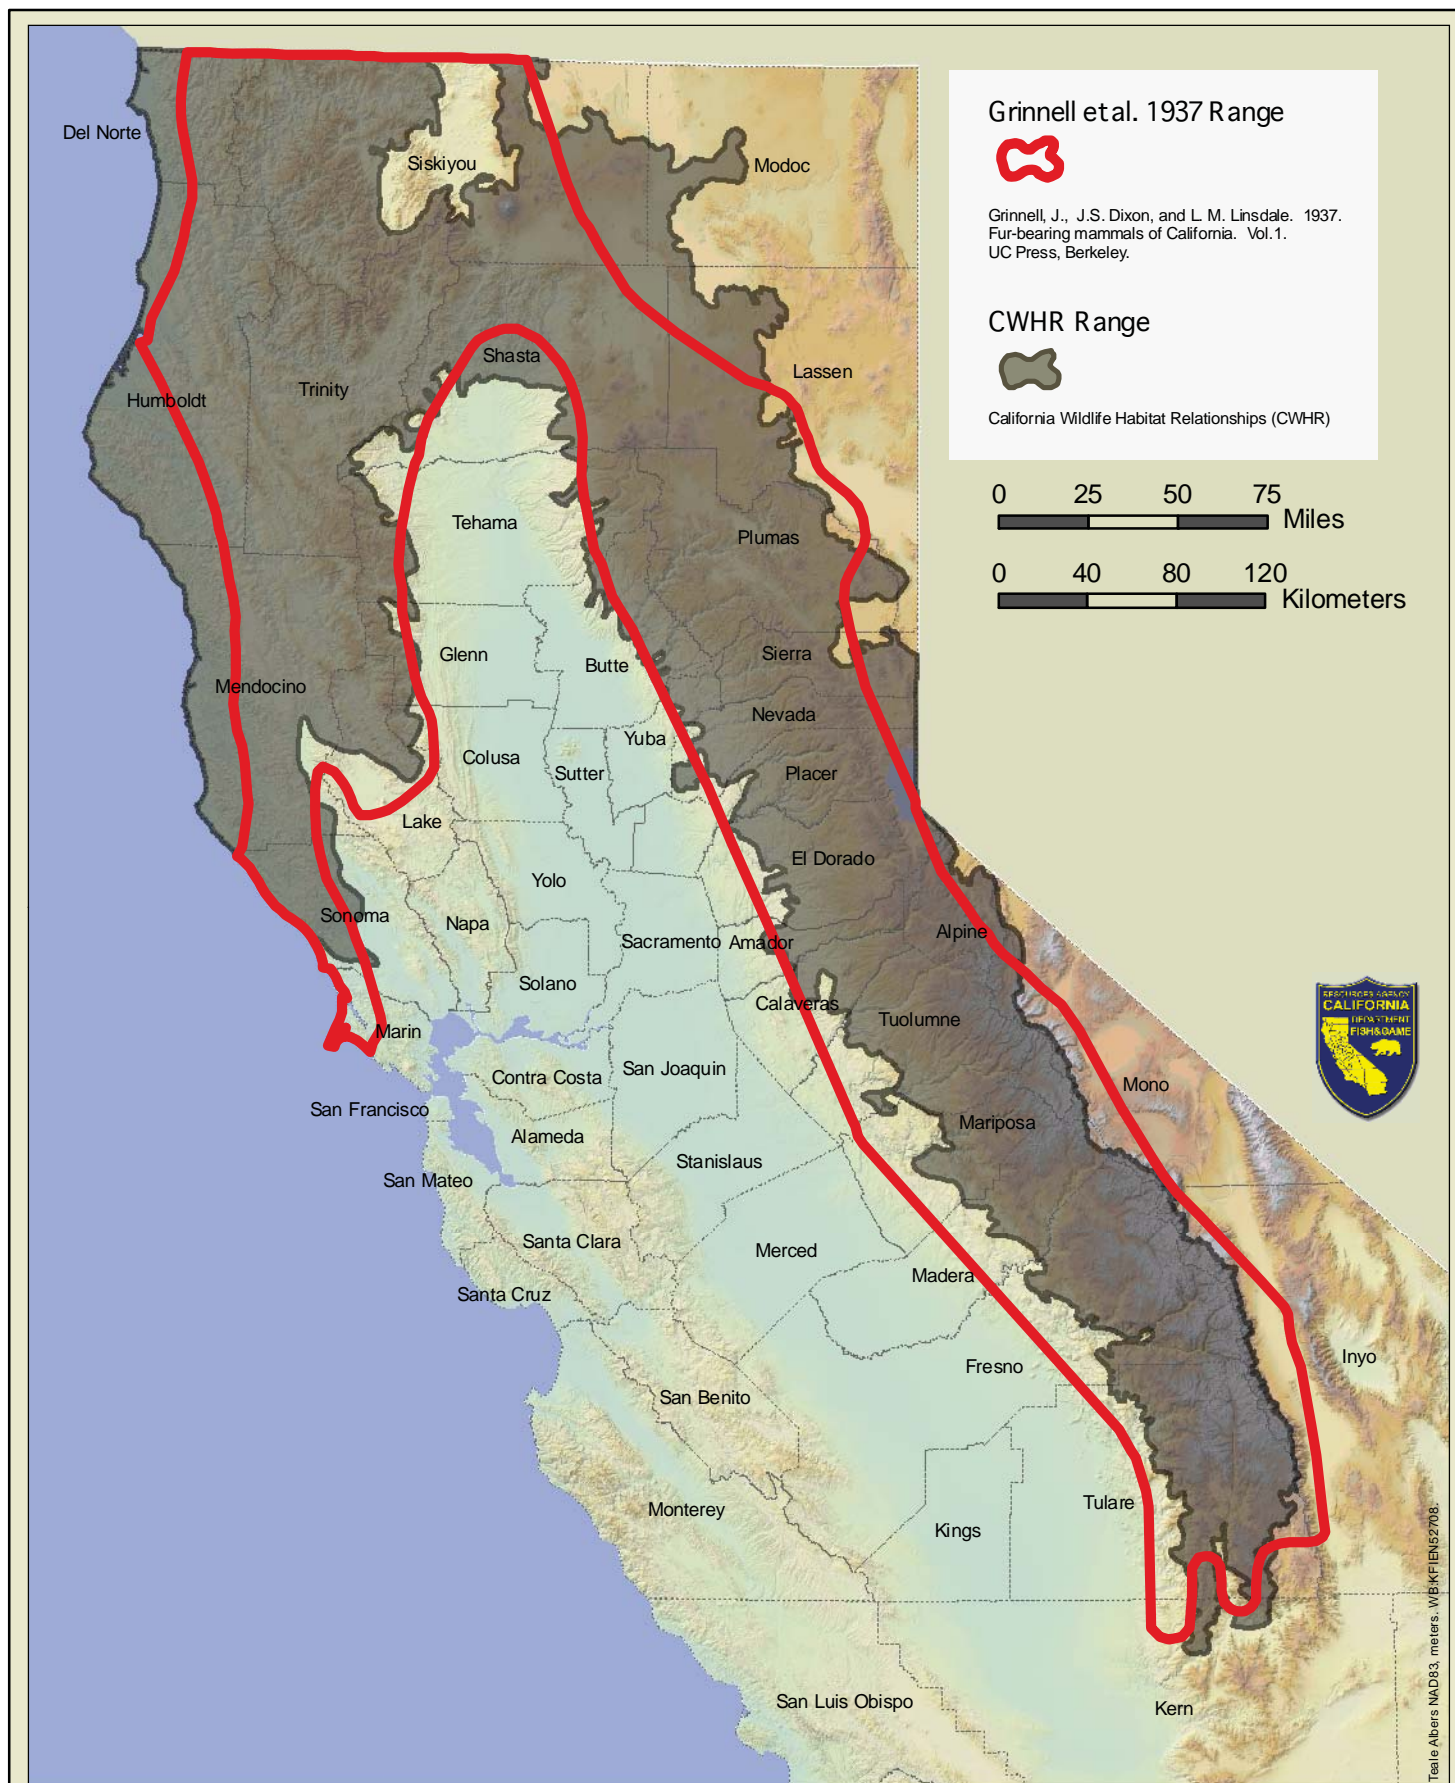 Grinnell et al. 1937 Range
Grinnell, J., J.S. Dixon, and L. M. Linsdale. 1937.
Fur-bearing mammals of California. Vol.1.
UC Press, Berkeley.
CWHR Range
California Wildlife Habitat Relationships (CWHR)
0 25 50 75
Miles
0 40 80 120
Kilometers
Del Norte
Siskiyou
Modoc
Shasta
Lassen
Trinity
Humboldt
Tehama
Plumas
Glenn
Butte
Sierra
Mendocino
Nevada
Yuba
Colusa
Sutter
Placer
Lake
El Dorado
Yolo
Sonoma
Napa
Sacramento
Amador
Alpine
Solano
Calaveras
Tuolumne
Marin
San Joaquin
Contra Costa
Mono
San Francisco
Alameda
Mariposa
Stanislaus
San Mateo
Santa Clara
Merced
Madera
Santa Cruz
Inyo
Fresno
San Benito
Tulare
Monterey
Kings
San Luis Obispo
Kern
RESOURCES AGENCY
CALIFORNIA
DEPARTMENT
FISH&GAME
Teale Albers NAD83, meters. WB:KF:EN52708.